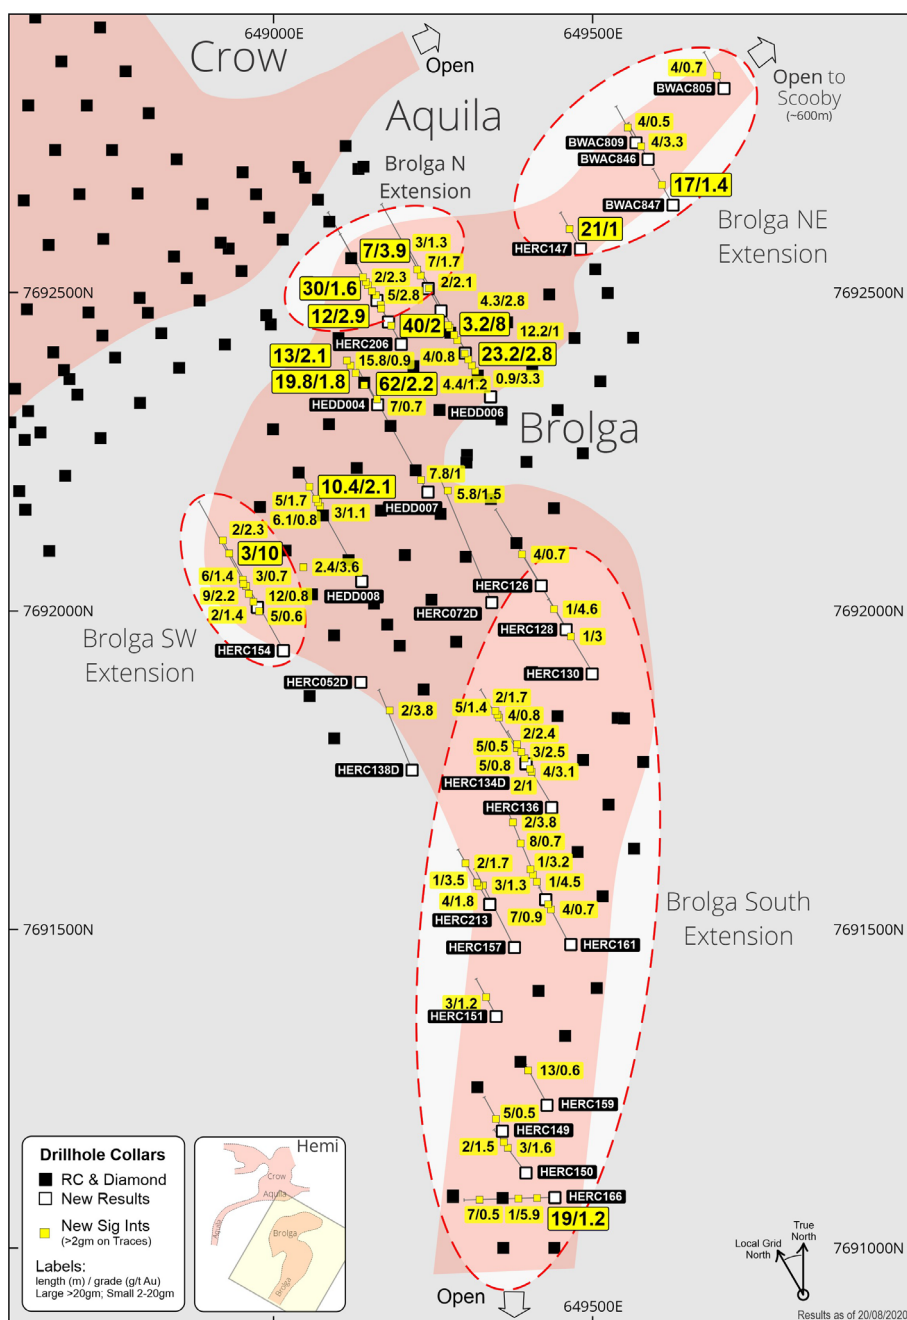 649000E
649500E
Crow
Open
4/0.7
BWAC805
Open to
Scooby
(~600m)
Aquila
4/0.5
BWAC809
4/3.3
BWAC846
Brolga N
Extension
17/1.4
BWAC847
Brolga NE
Extension
21/1
HERC147
7/3.9
3/1.3
7/1.7
2/2.3
2/2.1
30/1.6
5/2.8
7692500N
7692500N
4.3/2.8
12/2.9
40/2
3.2/8
12.2/1
HERC206
13/2.1
15.8/0.9
4/0.8
23.2/2.8
19.8/1.8
62/2.2
4.4/1.2
0.9/3.3
HEDD004
7/0.7
HEDD006
Brolga
7.8/1
10.4/2.1
5.8/1.5
5/1.7
HEDD007
6.1/0.8
3/1.1
2/2.3
3/10
4/0.7
6/1.4
3/0.7
2.4/3.6
9/2.2
12/0.8
HEDD008
HERC126
2/1.4
5/0.6
HERC072D
1/4.6
7692000N
7692000N
Brolga SW
Extension
HERC128
1/3
HERC154
HERC130
HERC052D
2/3.8
2/1.7
5/1.4
4/0.8
2/2.4
5/0.5
3/2.5
5/0.8
4/3.1
HERC138D
HERC134D
2/1
HERC136
2/3.8
8/0.7
2/1.7
1/3.2
1/3.5
3/1.3
1/4.5
4/1.8
7/0.9
4/0.7
HERC213
HERC157
HERC161
Brolga South
Extension
7691500N
7691500N
3/1.2
HERC151
13/0.6
HERC159
5/0.5
HERC149
2/1.5
3/1.6
HERC150
HERC166
7/0.5
1/5.9
19/1.2
7691000N
Open
649500E
Drillhole Collars
RC & Diamond
New Results
New Sig Ints
(>2gm on Traces)
Labels:
length (m) / grade (g/t Au)
Large >20gm; Small 2-20gm
Hemi
Crow
Aquila
Aquila
Brolga
Brolga
True
North
Local Grid
North
Results as of 20/08/2020